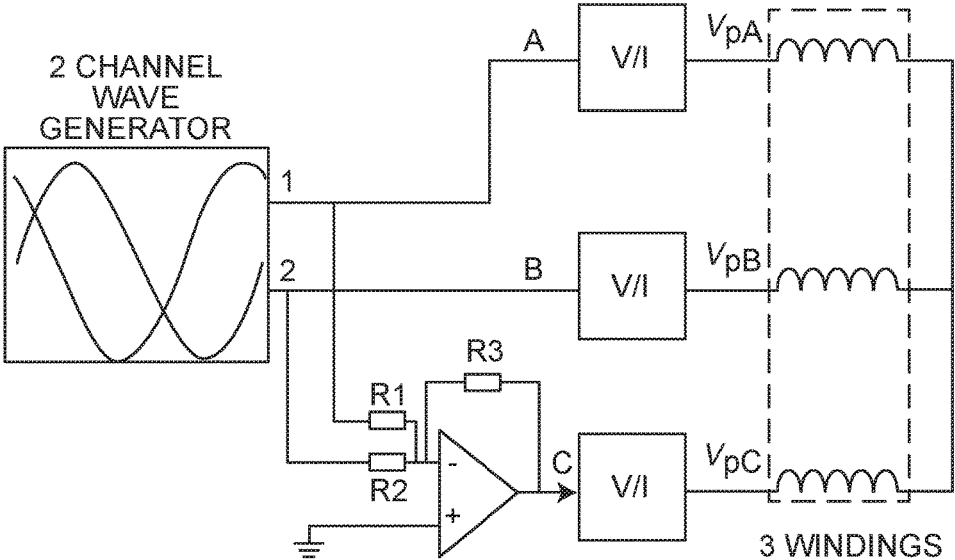 2 CHANNEL
WAVE
GENERATOR
1
2
A
V/I
VpA
B
V/I
VpB
R3
R1
R2
-
+
C
V/I
VpC
3 WINDINGS